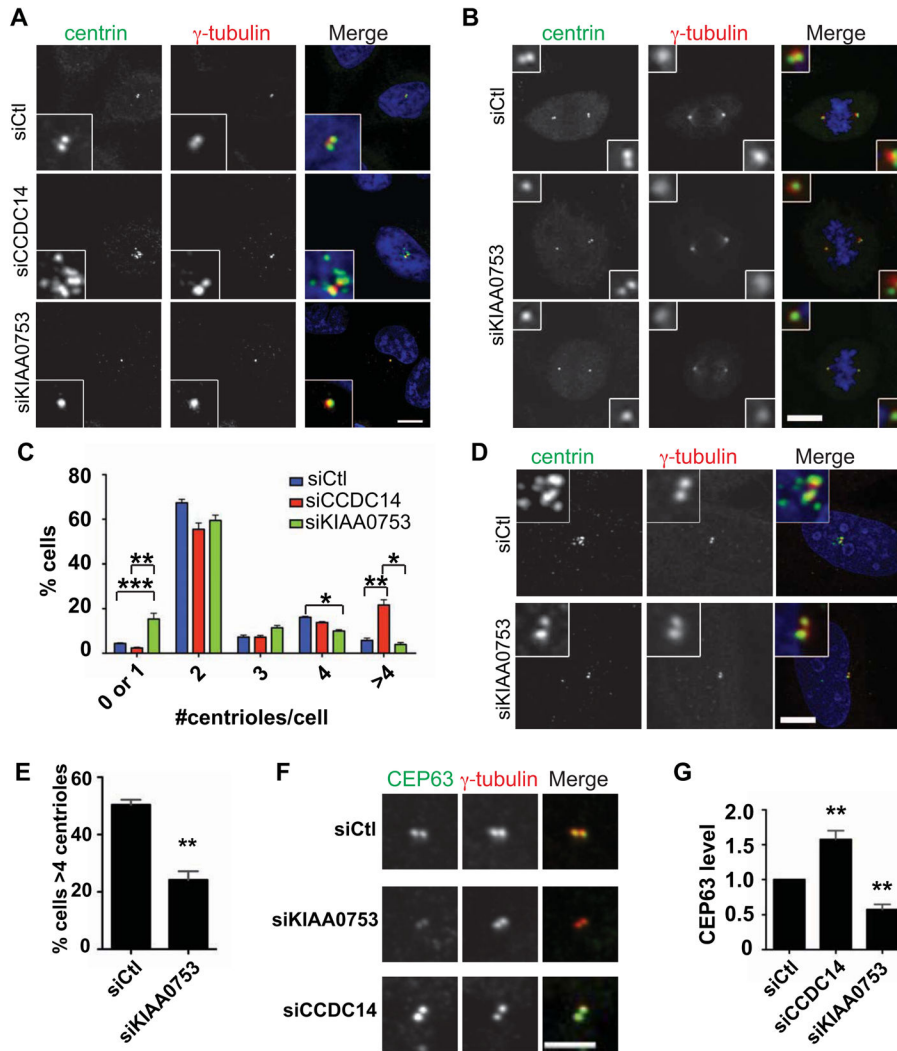 A
centrin
γ-tubulin
Merge
siCtl
siCCDC14
siKIAA0753
B
centrin
γ-tubulin
Merge
siCtl
siKIAA0753
C
% cells
80
60
40
20
0
siCtl
siCCDC14
siKIAA0753
**
***
*
**
*
0 or 1
2
3
4
>4
#centrioles/cell
D
centrin
γ-tubulin
Merge
siCtl
siKIAA0753
E
% cells >4 centrioles
60
40
20
0
**
siCtl
siKIAA0753
F
CEP63 γ-tubulin Merge
siCtl
siKIAA0753
siCCDC14
G
CEP63 level
2.0
1.5
1.0
0.5
0.0
**
**
siCtl
siCCDC14
siKIAA0753